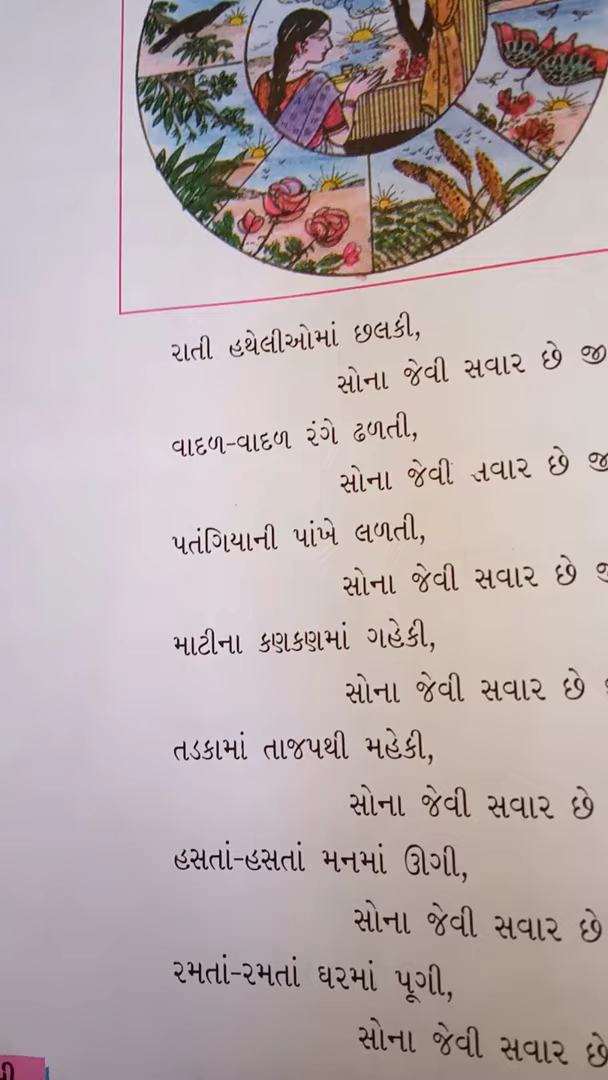 રાતી હથેલીઓમાં છલકી,
સોના જેવી સવાર છે જી
વાદળ-વાદળ રંગે ઢળતી,
સોના જેવી સવાર છે જી
પતંગિયાની પાંખે લળતી,
સોના જેવી સવાર છે
માટીના કણકણમાં ગહેકી,
સોના જેવી સવાર છે
તડકામાં તાજપથી મહેકી,
સોના જેવી સવાર છે
હસતાં-હસતાં મનમાં ઊગી,
સોના જેવી સવાર છે
રમતાં-રમતાં ઘરમાં પૂગી,
સોના જેવી સવાર છે